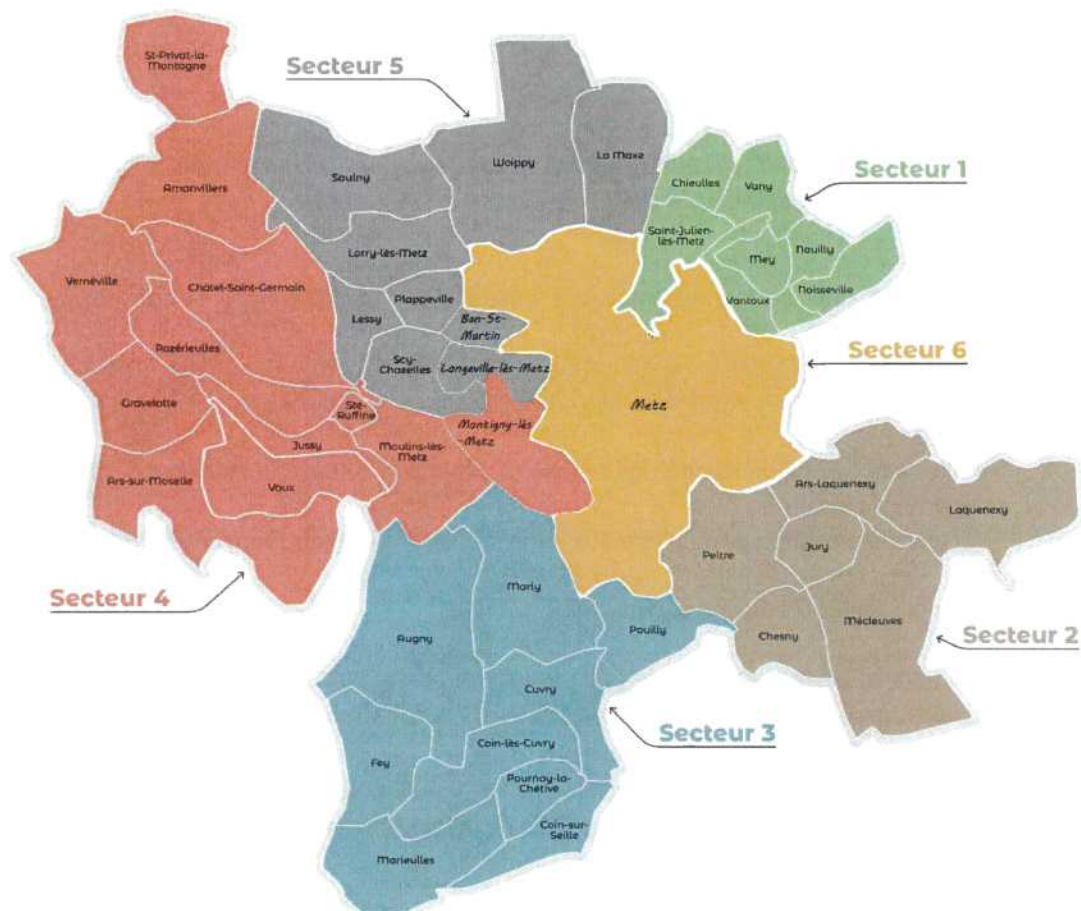 St-Privat-la-
Montagne
Secteur 5
Woippy
La Maxe
Saulny
Chieulles
Vany
Secteur 1
Amanvillers
Saint-Julien-
lès-Metz
Mey
Nouilly
Lorry-lès-Metz
Vernéville
Châtel-Saint-Germain
Plappeville
Vantoux
Noisseville
Lessy
Ban-St-
Martin
Rozérieulles
Secteur 6
Scy-
Chazelles
Longeville-lès-Metz
Gravelotte
Ste-
Ruffine
Metz
Montigny-lès
-Metz
Jussy
Moulins-lès-
Metz
Ars-sur-Moselle
Vaux
Ars-Laquenexy
Laquenexy
Peltre
Jury
Secteur 4
Marly
Mécleuves
Augny
Pouilly
Chesny
Secteur 2
Cuvry
Secteur 3
Coin-lès-Cuvry
Fey
Pournoy-la-
Chétive
Coin-sur-
Seille
Marieulles